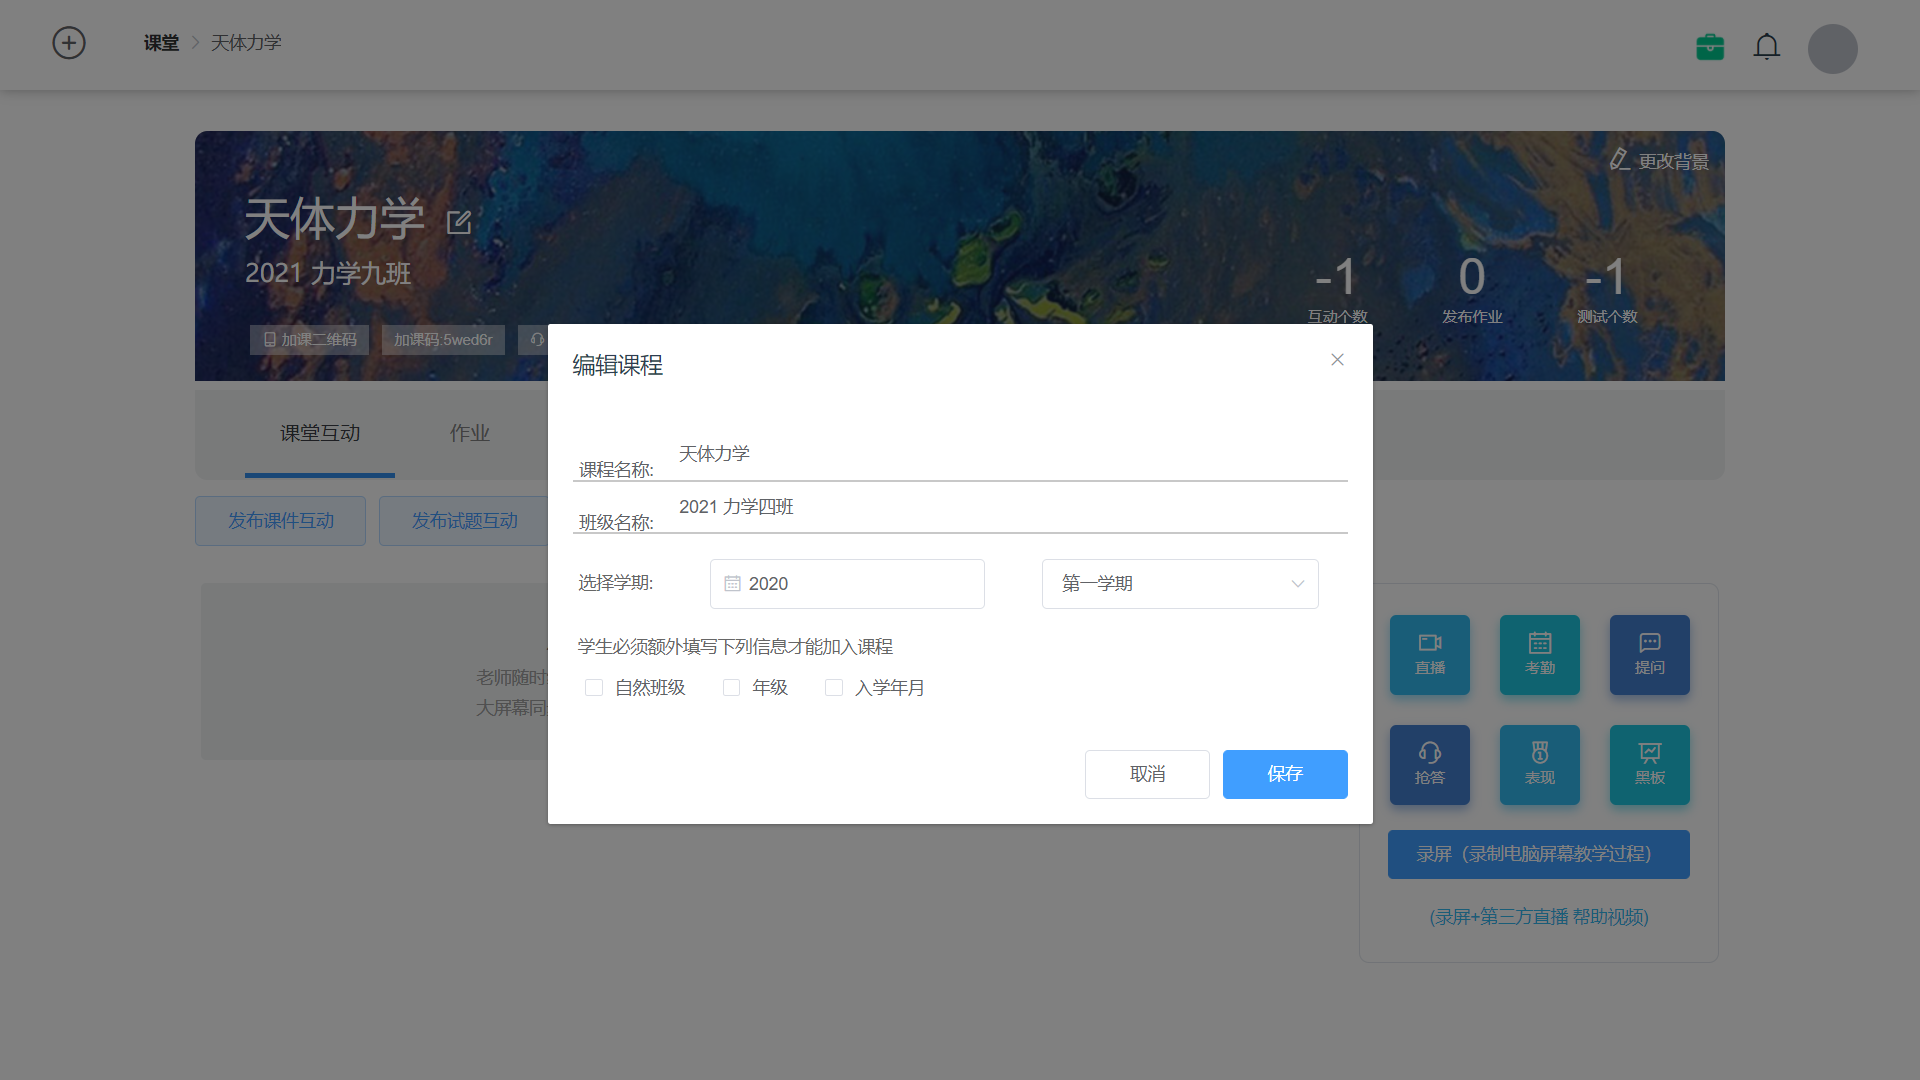 课堂 > 天体力学
更改背景
天体力学
2021 力学九班
-1 0 -1
互动个数 发布作业 测试个数
加课二维码 加课码:5wed6r
编辑课程
课堂互动 作业
课程名称: 天体力学
班级名称: 2021 力学四班
发布课件互动 发布试题互动
选择学期: 2020 第一学期
学生必须额外填写下列信息才能加入课程
自然班级 年级 入学年月
老师随时
大屏幕同
取消 保存
直播 考勤 提问
抢答 表现 黑板
录屏（录制电脑屏幕教学过程）
(录屏+第三方直播 帮助视频)